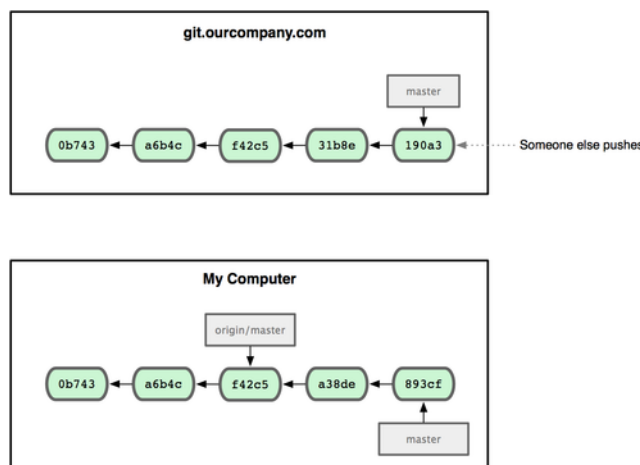 git.ourcompany.com
master
0b743 a6b4c f42c5 31b8e 190a3 Someone else pushes
My Computer
origin/master
0b743 a6b4c f42c5 a38de 893cf
master